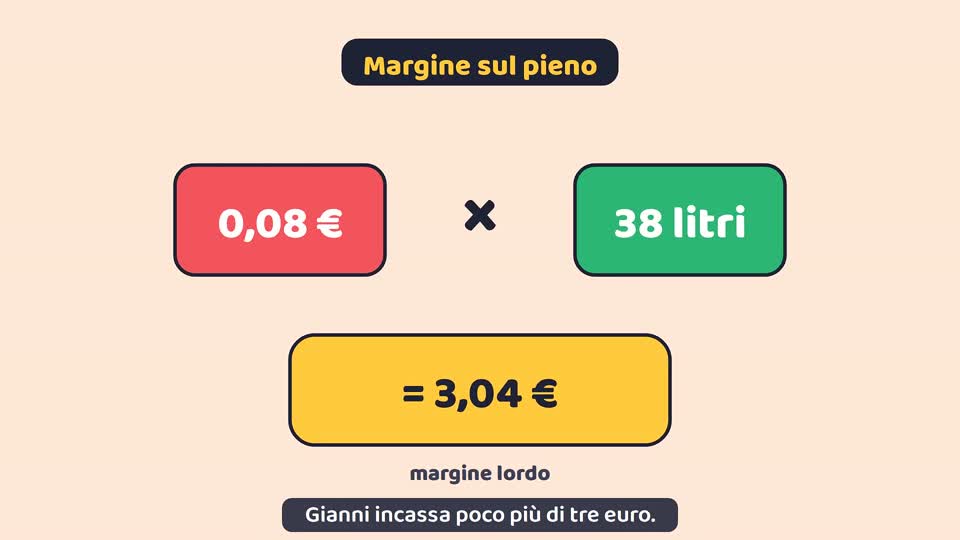 Margine sul pieno
0,08 € × 38 litri
= 3,04 €
margine lordo
Gianni incassa poco più di tre euro.